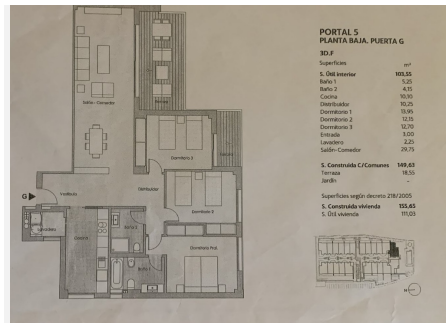 PORTAL 5
PLANTA BAJA. PUERTA G
3D.F
Superficies m²
S. Útil Interior 103,55
Baño 1 5,25
Baño 2 4,15
Cocina 10,10
Distribuidor 10,25
Dormitorio 1 13,95
Dormitorio 2 12,15
Dormitorio 3 12,70
Entrada 3,00
Lavadero 2,25
Salón-Comedor 29,75
S. Construida C/Comunes 149,63
Terraza 18,55
Jardín -
Superficies según decreto 218/2005
S. Construida vivienda 155,65
S. Útil vivienda 111,03
Salón - Comedor
Terraza
Dormitorio 3
Vestíbulo
Distribuidor
Dormitorio 2
G
Lavadero
Cocina
Baño 2
Dormitorio Ppal
Baño 1